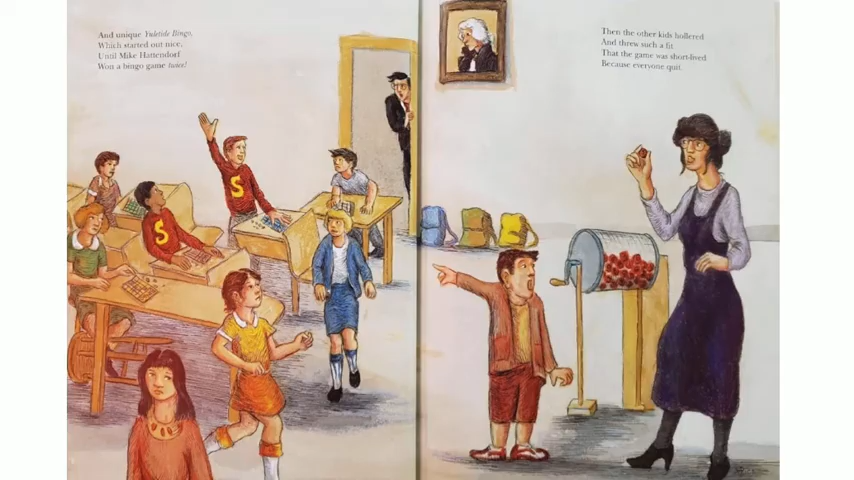 And unique Yuletide Bingo,
Which started out nice,
Until Mike Hattendorf
Won a bingo game twice!
Then the other kids hollered
And threw such a fit
That the game was short-lived
Because everyone quit.
S
S